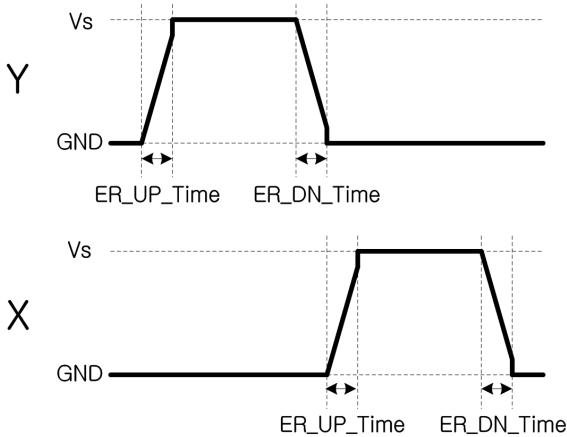 Vs
Y
GND
ER_UP_Time ER_DN_Time
Vs
X
GND
ER_UP_Time ER_DN_Time